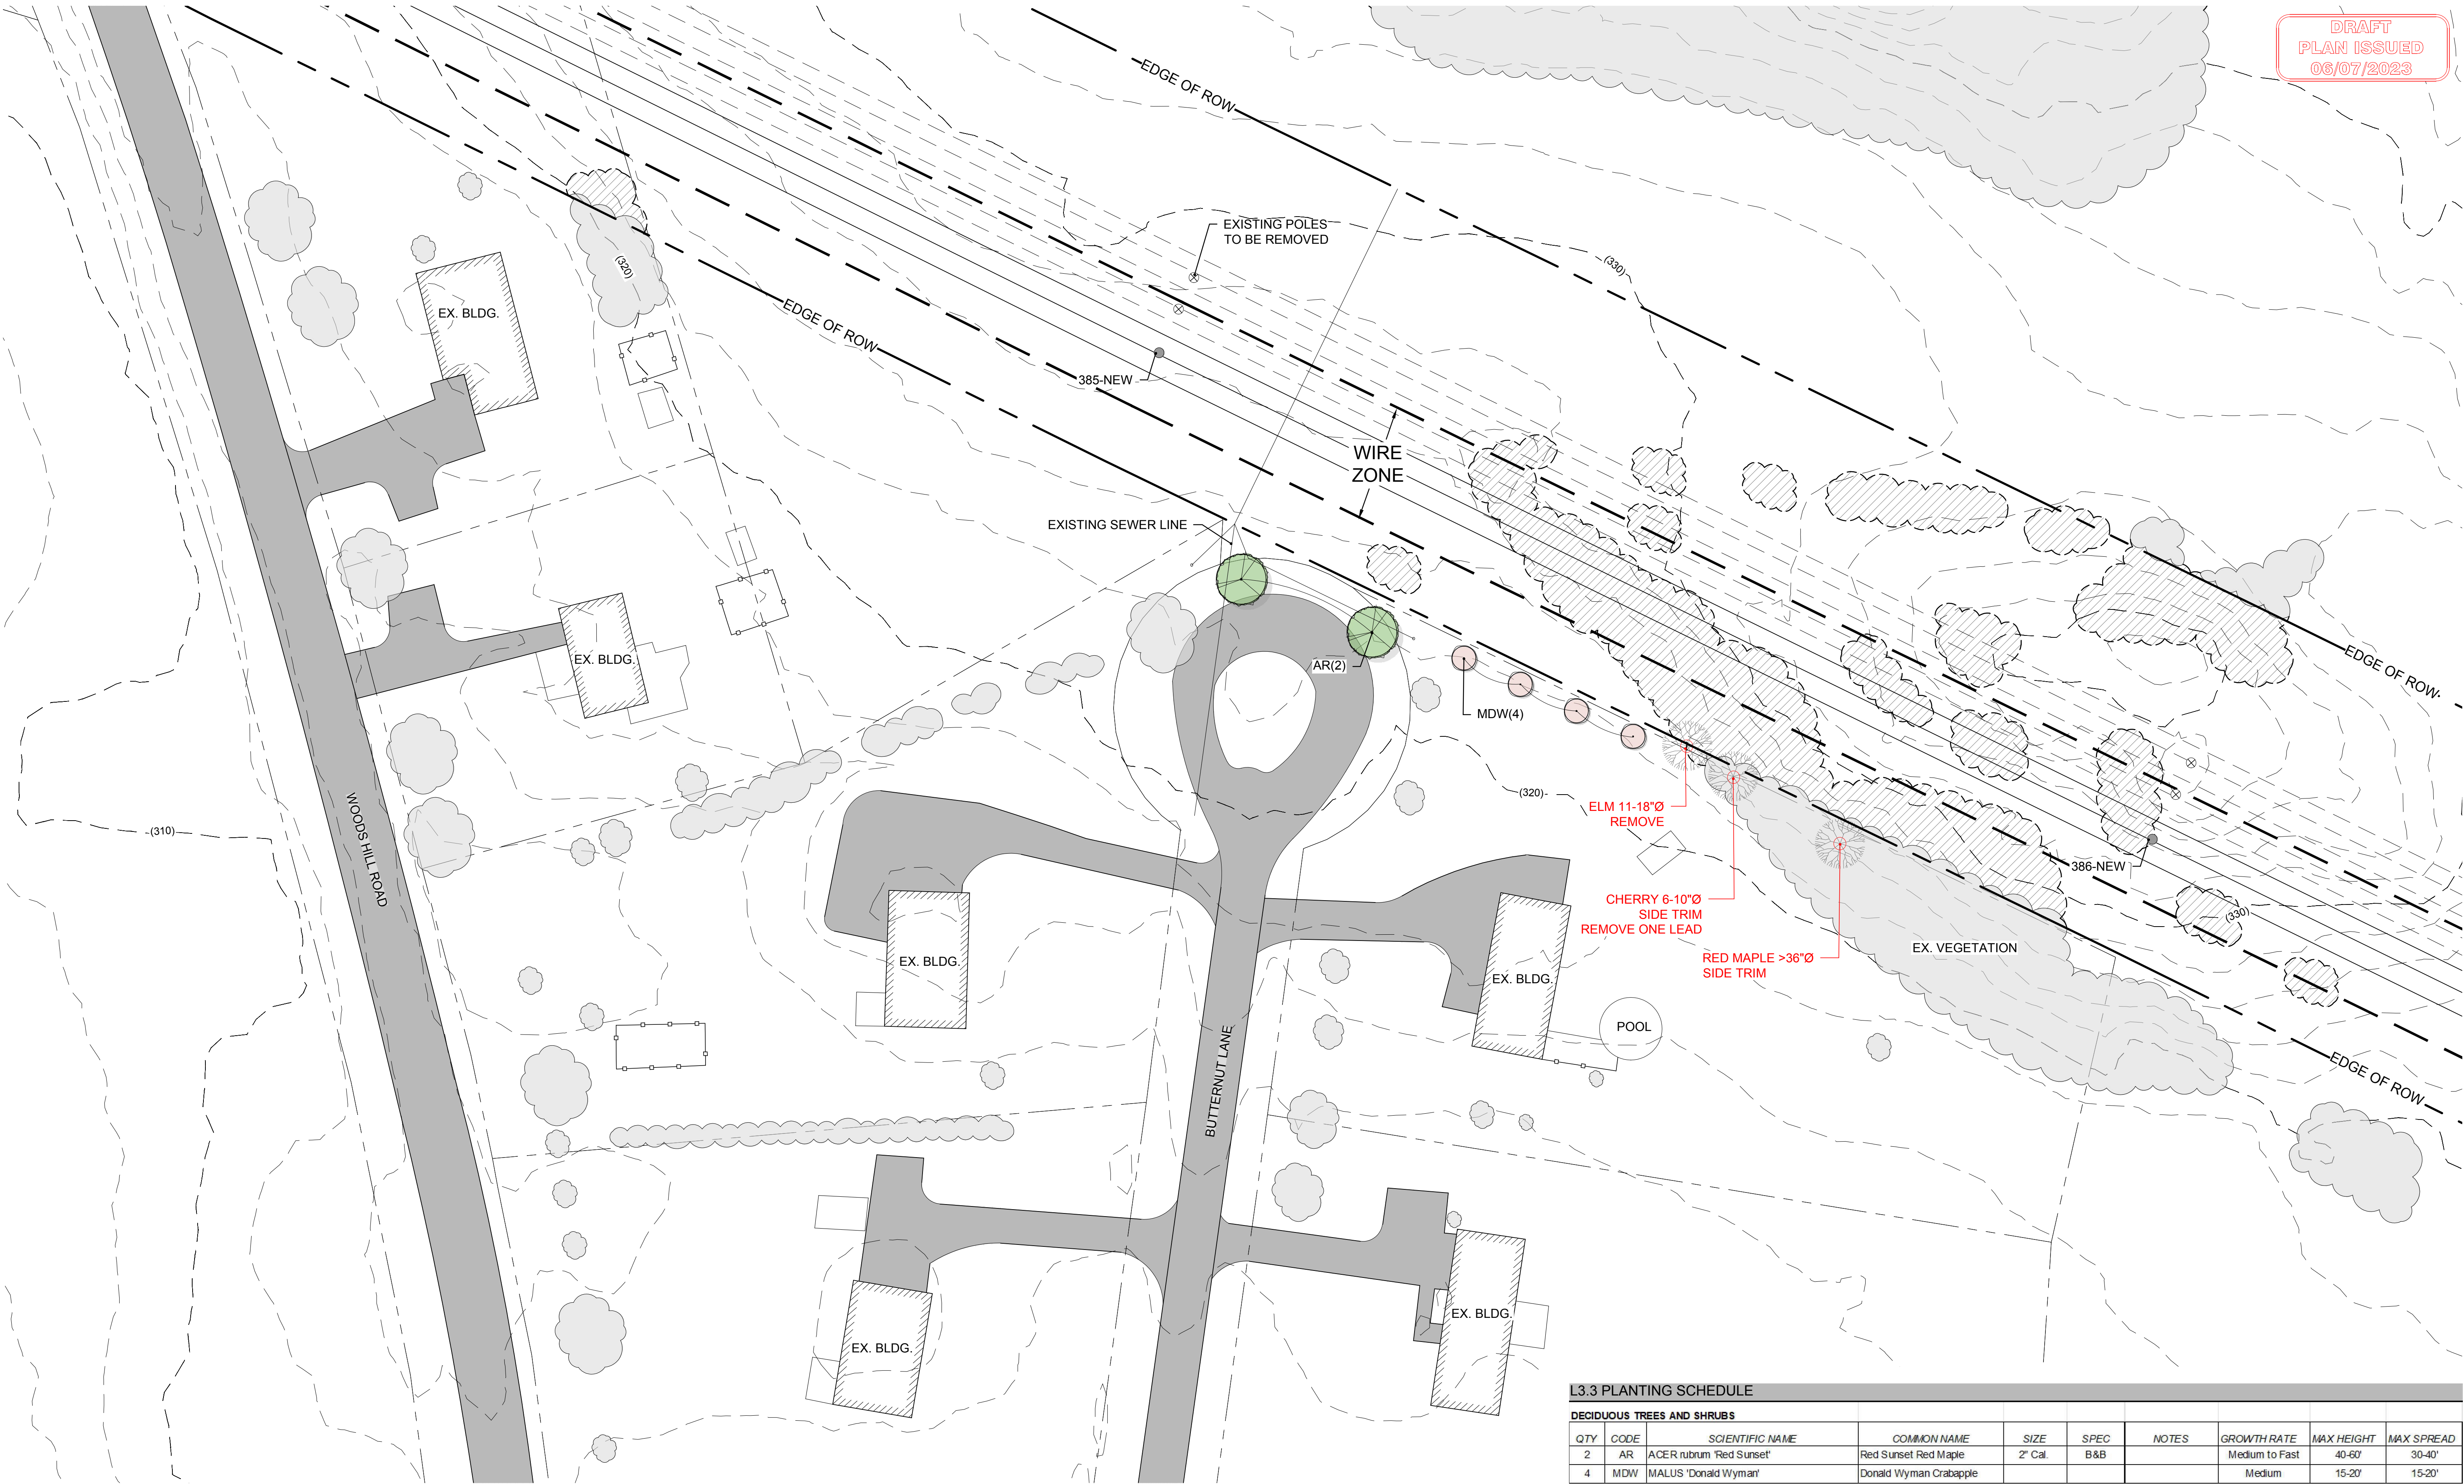 DRAFT
PLAN ISSUED
06/07/2023
EDGE OF ROW
EXISTING POLES
TO BE REMOVED
(330)
(320)
EX. BLDG.
EDGE OF ROW
385-NEW
WIRE
ZONE
EXISTING SEWER LINE
EX. BLDG.
AR(2)
MDW(4)
EDGE OF ROW
(310)
WOODS HILL ROAD
(320)
ELM 11-18"Ø
REMOVE
386-NEW
CHERRY 6-10"Ø
SIDE TRIM
REMOVE ONE LEAD
(330)
RED MAPLE >36"Ø
SIDE TRIM
EX. VEGETATION
EX. BLDG.
EX. BLDG.
POOL
BUTTERNUT LANE
EDGE OF ROW
EX. BLDG.
EX. BLDG.
L3.3 PLANTING SCHEDULE
DECIDUOUS TREES AND SHRUBS
QTY CODE SCIENTIFIC NAME COMMON NAME SIZE SPEC NOTES GROWTH RATE MAX HEIGHT MAX SPREAD
2 AR ACER rubrum 'Red Sunset' Red Sunset Red Maple 2" Cal. B&B Medium to Fast 40-60' 30-40'
4 MDW MALUS 'Donald Wyman' Donald Wyman Crabapple Medium 15-20' 15-20'